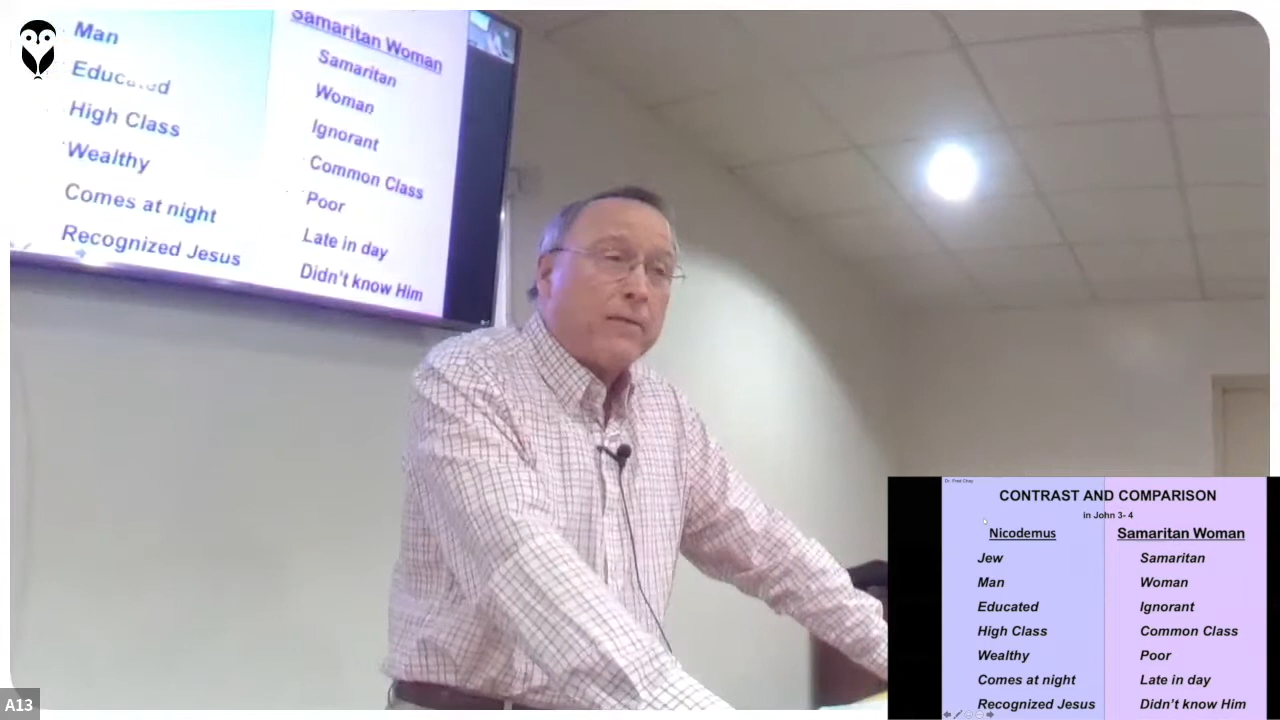 Man
Educated
High Class
Wealthy
Comes at night
Recognized Jesus
Samaritan Woman
Samaritan
Woman
Ignorant
Common Class
Poor
Late in day
Didn't know Him
Dr. Fred Chay
CONTRAST AND COMPARISON
in John 3- 4
Nicodemus Samaritan Woman
Jew Samaritan
Man Woman
Educated Ignorant
High Class Common Class
Wealthy Poor
Comes at night Late in day
Recognized Jesus Didn't know Him
A13